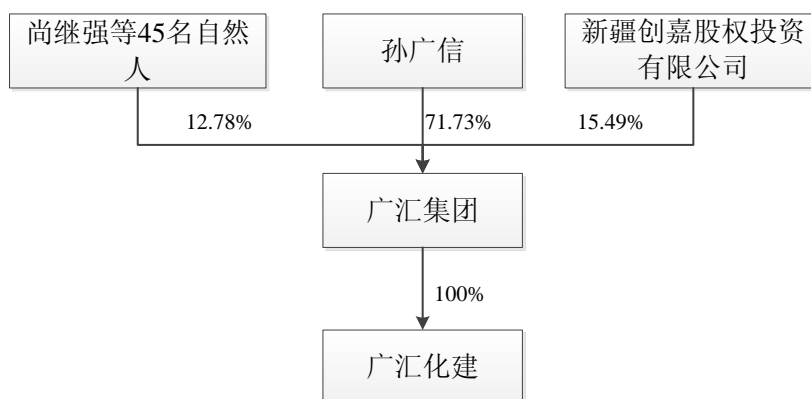 尚继强等45名自然
人
孙广信
新疆创嘉股权投资
有限公司
12.78%
71.73%
15.49%
广汇集团
100%
广汇化建